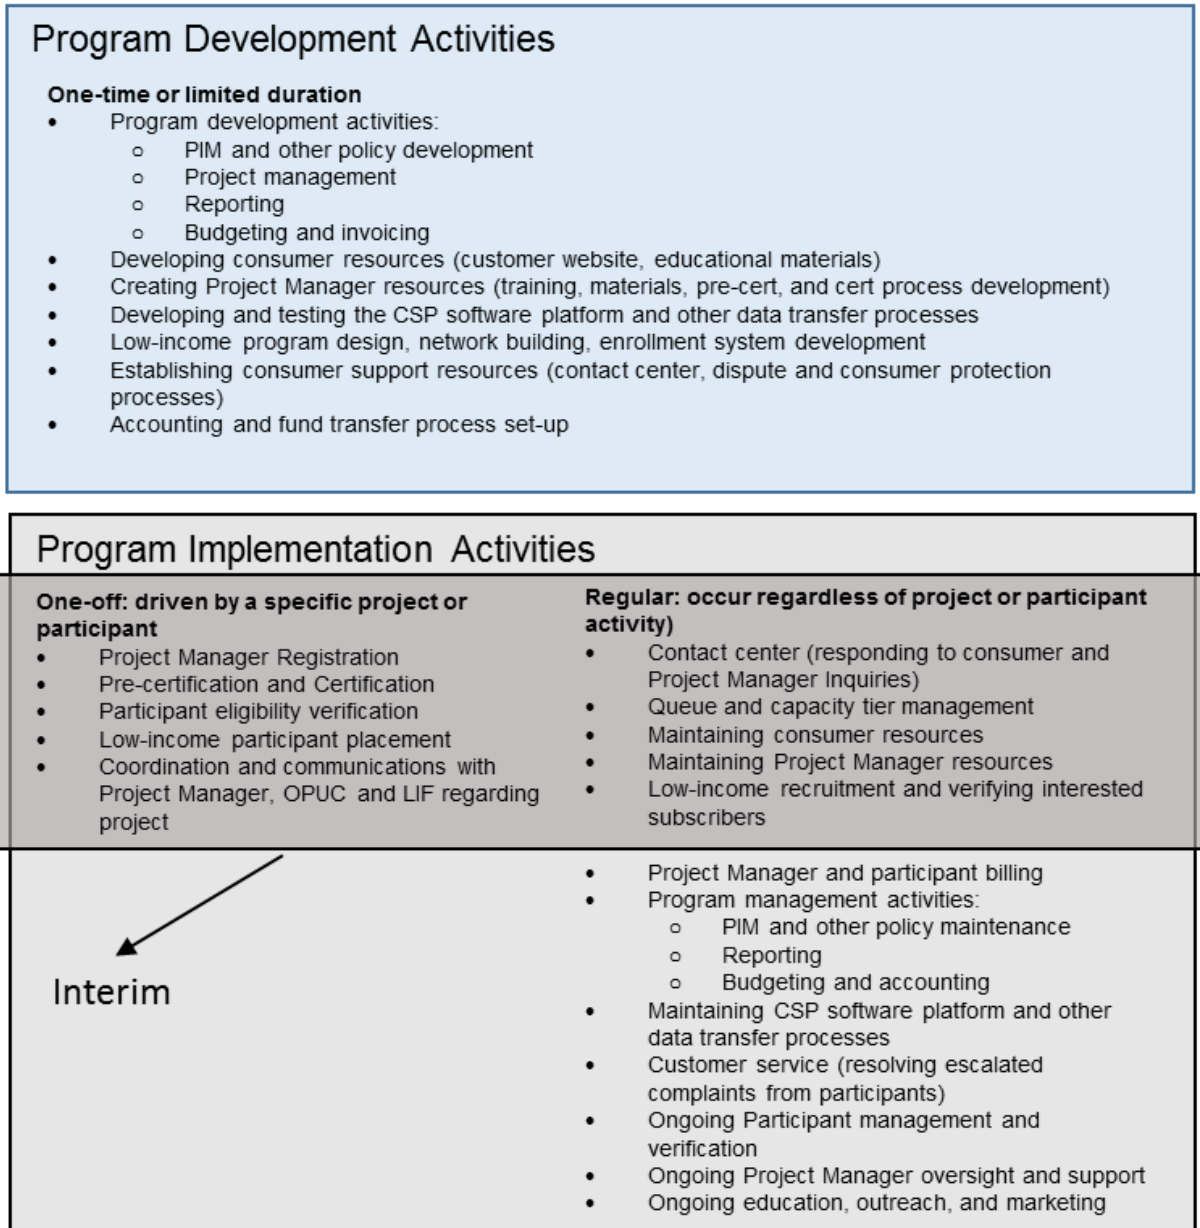 Program Development Activities
One-time or limited duration
• Program development activities:
o PIM and other policy development
o Project management
o Reporting
o Budgeting and invoicing
• Developing consumer resources (customer website, educational materials)
• Creating Project Manager resources (training, materials, pre-cert, and cert process development)
• Developing and testing the CSP software platform and other data transfer processes
• Low-income program design, network building, enrollment system development
• Establishing consumer support resources (contact center, dispute and consumer protection
processes)
• Accounting and fund transfer process set-up
Program Implementation Activities
One-off: driven by a specific project or
participant
• Project Manager Registration
• Pre-certification and Certification
• Participant eligibility verification
• Low-income participant placement
• Coordination and communications with
Project Manager, OPUC and LIF regarding
project
Interim
Regular: occur regardless of project or participant
activity)
• Contact center (responding to consumer and
Project Manager Inquiries)
• Queue and capacity tier management
• Maintaining consumer resources
• Maintaining Project Manager resources
• Low-income recruitment and verifying interested
subscribers
• Project Manager and participant billing
• Program management activities:
o PIM and other policy maintenance
o Reporting
o Budgeting and accounting
• Maintaining CSP software platform and other
data transfer processes
• Customer service (resolving escalated
complaints from participants)
• Ongoing Participant management and
verification
• Ongoing Project Manager oversight and support
• Ongoing education, outreach, and marketing